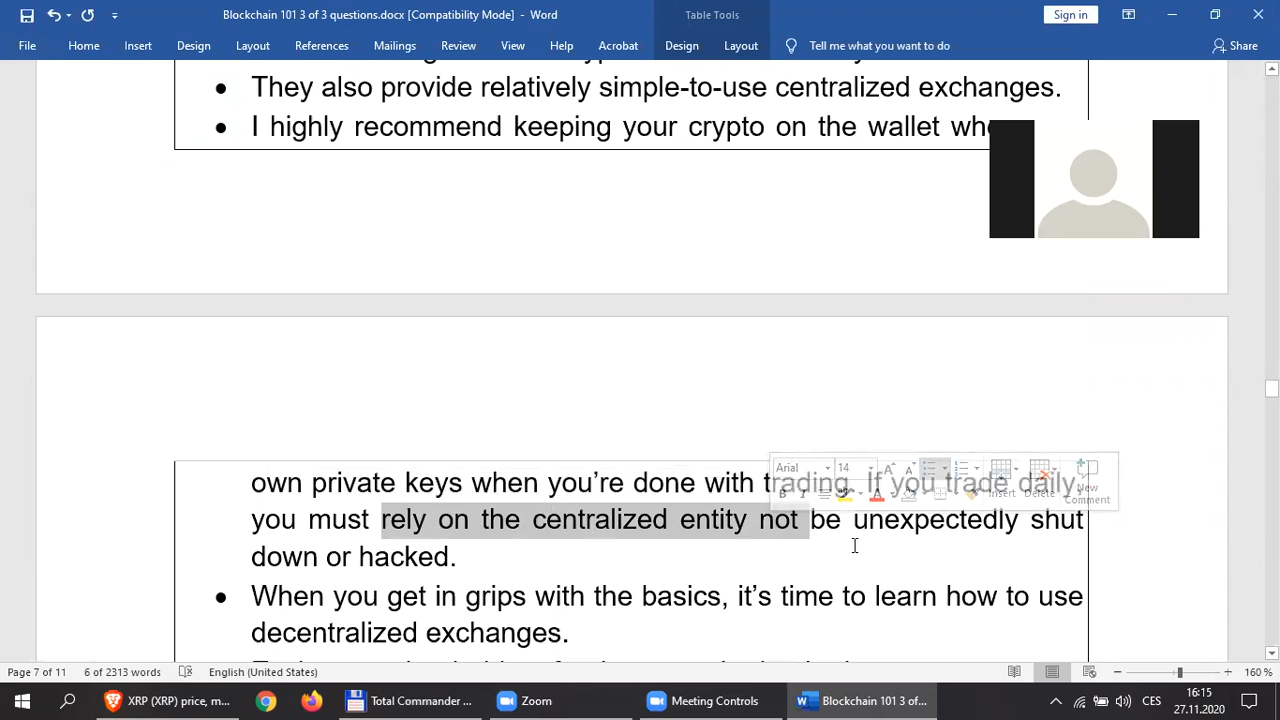 Blockchain 101 3 of 3 questions.docx [Compatibility Mode] - Word
Table Tools
Sign in
File Home Insert Design Layout References Mailings Review View Help Acrobat Design Layout Tell me what you want to do Share
• They also provide relatively simple-to-use centralized exchanges.
• I highly recommend keeping your crypto on the wallet
Arial 14
Insert Delete New Comment
own private keys when you’re done with trading. If you trade daily,
you must rely on the centralized entity not be unexpectedly shut
down or hacked.
• When you get in grips with the basics, it’s time to learn how to use
decentralized exchanges.
Page 7 of 11 6 of 2313 words English (United States) 160 %
XRP (XRP) price, m... Total Commander ... Zoom Meeting Controls Blockchain 101 3 of... CES 16:15
27.11.2020